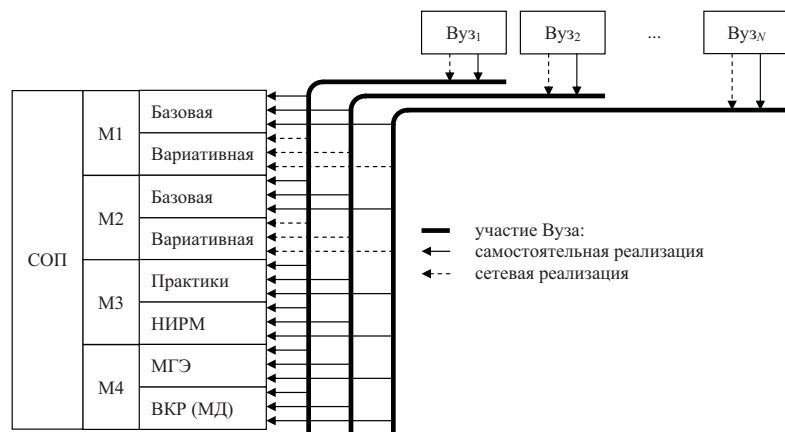 Вуз1 Вуз2 ... ВузN
СОП
М1
Базовая
Вариативная
М2
Базовая
Вариативная
М3
Практики
НИРМ
М4
МГЭ
ВКР (МД)
участие Вуза:
самостоятельная реализация
сетевая реализация